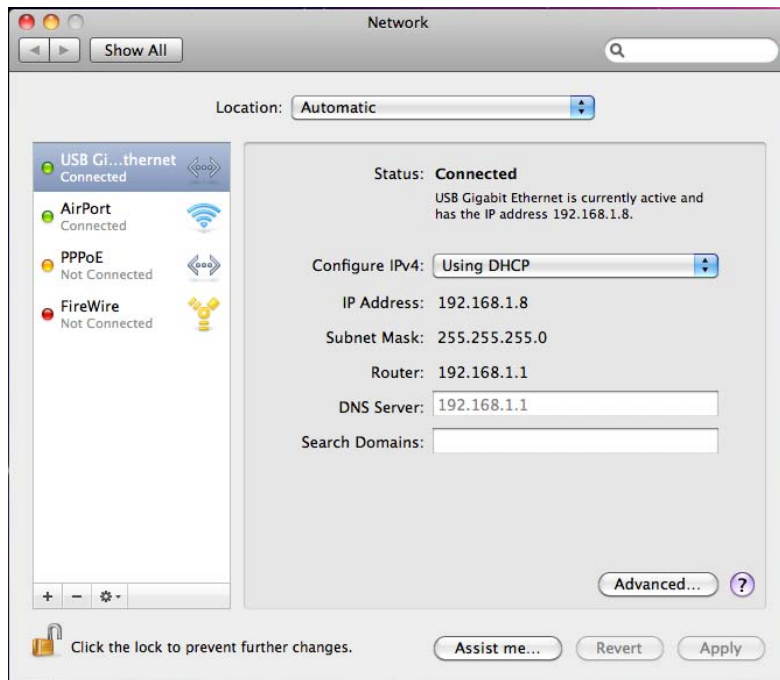 Network
Show All
Location: Automatic
USB Gi...thernet
Connected
AirPort
Connected
PPPoE
Not Connected
FireWire
Not Connected
Status: Connected
USB Gigabit Ethernet is currently active and
has the IP address 192.168.1.8.
Configure IPv4: Using DHCP
IP Address: 192.168.1.8
Subnet Mask: 255.255.255.0
Router: 192.168.1.1
DNS Server: 192.168.1.1
Search Domains:
Advanced... ?
Click the lock to prevent further changes.
Assist me... Revert Apply